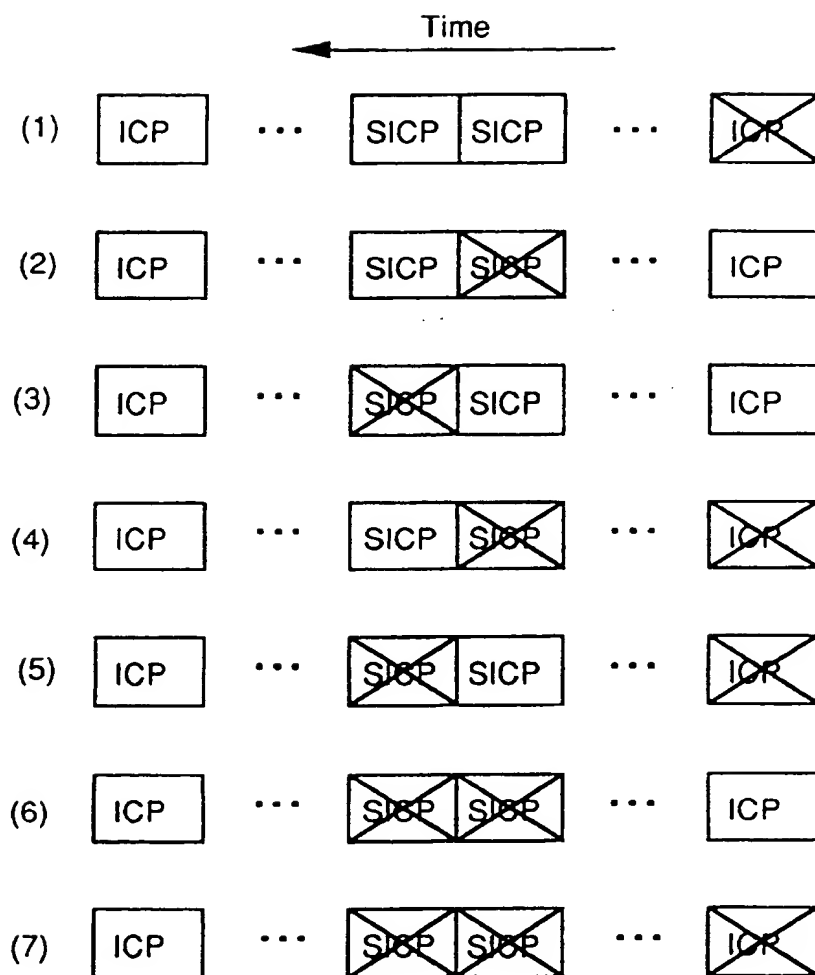 Time
(1) ICP ... SICP SICP ... ICP
(2) ICP ... SICP SICP ... ICP
(3) ICP ... SICP SICP ... ICP
(4) ICP ... SICP SICP ... ICP
(5) ICP ... SICP SICP ... ICP
(6) ICP ... SICP SICP ... ICP
(7) ICP ... SICP SICP ... ICP